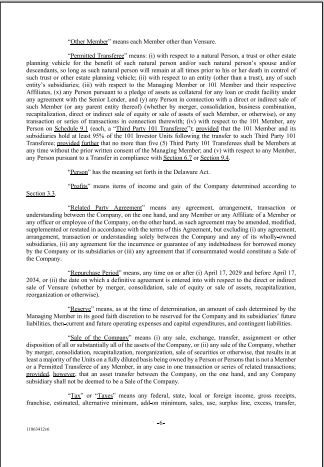 "Other Member" means each Member other than Vensure.
"Permitted Transferee" means: (i) with respect to a natural Person, a trust or other estate
planning vehicle for the benefit of such natural person and/or such natural person's spouse and/or
descendants, so long as such natural person will remain at all times prior to his or her death in control of
such trust or other estate planning vehicle; (ii) with respect to an entity (other than a trust), any of such
entity's subsidiaries; (iii) with respect to the Managing Member or 101 Member and their respective
Affiliates, (x) any Person pursuant to a pledge of assets as collateral for any loan or credit facility under
any agreement with the Senior Lender, and (y) any Person in connection with a direct or indirect sale of
such Member (or any parent entity thereof) (whether by merger, consolidation, business combination,
recapitalization, direct or indirect sale of equity or sale of assets of such Member, or otherwise), or any
transaction or series of transactions in connection therewith); (iv) with respect to the 101 Member, any
Person on Schedule 9.1 (each, a "Third Party 101 Transferee"); provided that the 101 Member and its
subsidiaries hold at least 95% of the 101 Investor Units following the transfer to such Third Party 101
Transferee; provided further that no more than five (5) Third Party 101 Transferees shall be Members at
any time without the prior written consent of the Managing Member; and (v) with respect to any Member,
any Person pursuant to a Transfer in compliance with Section 6.7 or Section 9.4.
"Person" has the meaning set forth in the Delaware Act.
"Profits" means items of income and gain of the Company determined according to
Section 3.3.
"Related Party Agreement" means any agreement, arrangement, transaction or
understanding between the Company, on the one hand, and any Member or any Affiliate of a Member or
any officer or employee of the Company, on the other hand, as such agreement may be amended, modified,
supplemented or restated in accordance with the terms of this Agreement, but excluding (i) any agreement,
arrangement, transaction or understanding solely between the Company and any of its wholly-owned
subsidiaries, (ii) any agreement for the incurrence or guaranty of any indebtedness for borrowed money
by the Company or its subsidiaries or (iii) any agreement that if consummated would constitute a Sale of
the Company.
"Repurchase Period" means, any time on or after (i) April 17, 2029 and before April 17,
2034, or (ii) the date on which a definitive agreement is entered into with respect to the direct or indirect
sale of Vensure (whether by merger, consolidation, sale of equity or sale of assets, recapitalization,
reorganization or otherwise).
"Reserve" means, as at the time of determination, an amount of cash determined by the
Managing Member in its good faith discretion to be reserved for the Company and its subsidiaries' future
liabilities, then-current and future operating expenses and capital expenditures, and contingent liabilities.
"Sale of the Company" means (i) any sale, exchange, transfer, assignment or other
disposition of all or substantially all of the assets of the Company, or (ii) any sale of the Company,
whether by merger, consolidation, recapitalization, reorganization, sale of securities or otherwise, that results in at
least a majority of the Units on a fully diluted basis being owned by a Person or Persons that is not a Member
or a Permitted Transferee of any Member, in any case in one transaction or series of related transactions;
provided, however, that an asset transfer between the Company, on the one hand, and any Company
subsidiary shall not be deemed to be a Sale of the Company.
"Tax" or "Taxes" means any federal, state, local or foreign income, gross receipts,
franchise, estimated, alternative minimum, add-on minimum, sales, use, surplus line, excess, transfer,